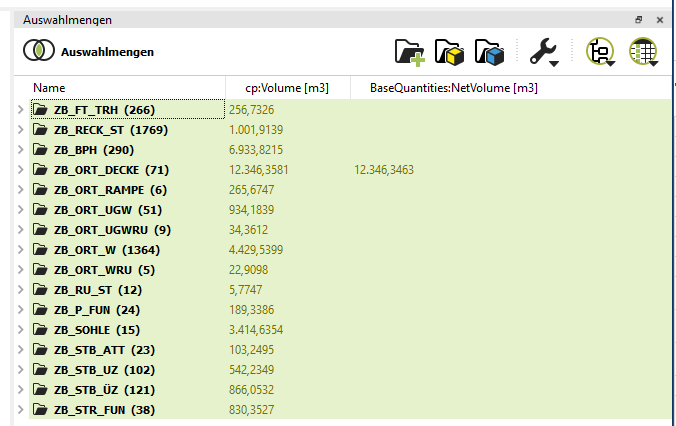 Auswahlmengen
Auswahlmengen
Name cp:Volume [m3] BaseQuantities:NetVolume [m3]
ZB_FT_TRH (266) 256,7326
ZB_RECK_ST (1769) 1.001,9139
ZB_BPH (290) 6.933,8215
ZB_ORT_DECKE (71) 12.346,3581 12.346,3463
ZB_ORT_RAMPE (6) 265,6747
ZB_ORT_UGW (51) 934,1839
ZB_ORT_UGWRU (9) 34,3612
ZB_ORT_W (1364) 4.429,5399
ZB_ORT_WRU (5) 22,9098
ZB_RU_ST (12) 5,7747
ZB_P_FUN (24) 189,3386
ZB_SOHLE (15) 3.414,6354
ZB_STB_ATT (23) 103,2495
ZB_STB_UZ (102) 542,2349
ZB_STB_ÜZ (121) 866,0532
ZB_STR_FUN (38) 830,3527